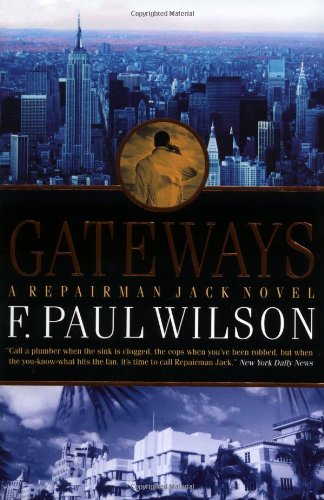 Copyrighted Material
GATEWAYS
A REPAIRMAN JACK NOVEL
F. PAUL WILSON
"Call a plumber when the sink is clogged, the cops when you've been robbed, but when
the you-know-what hits the fan, it's time to call Repairman Jack." New York Daily News
Copyrighted Material